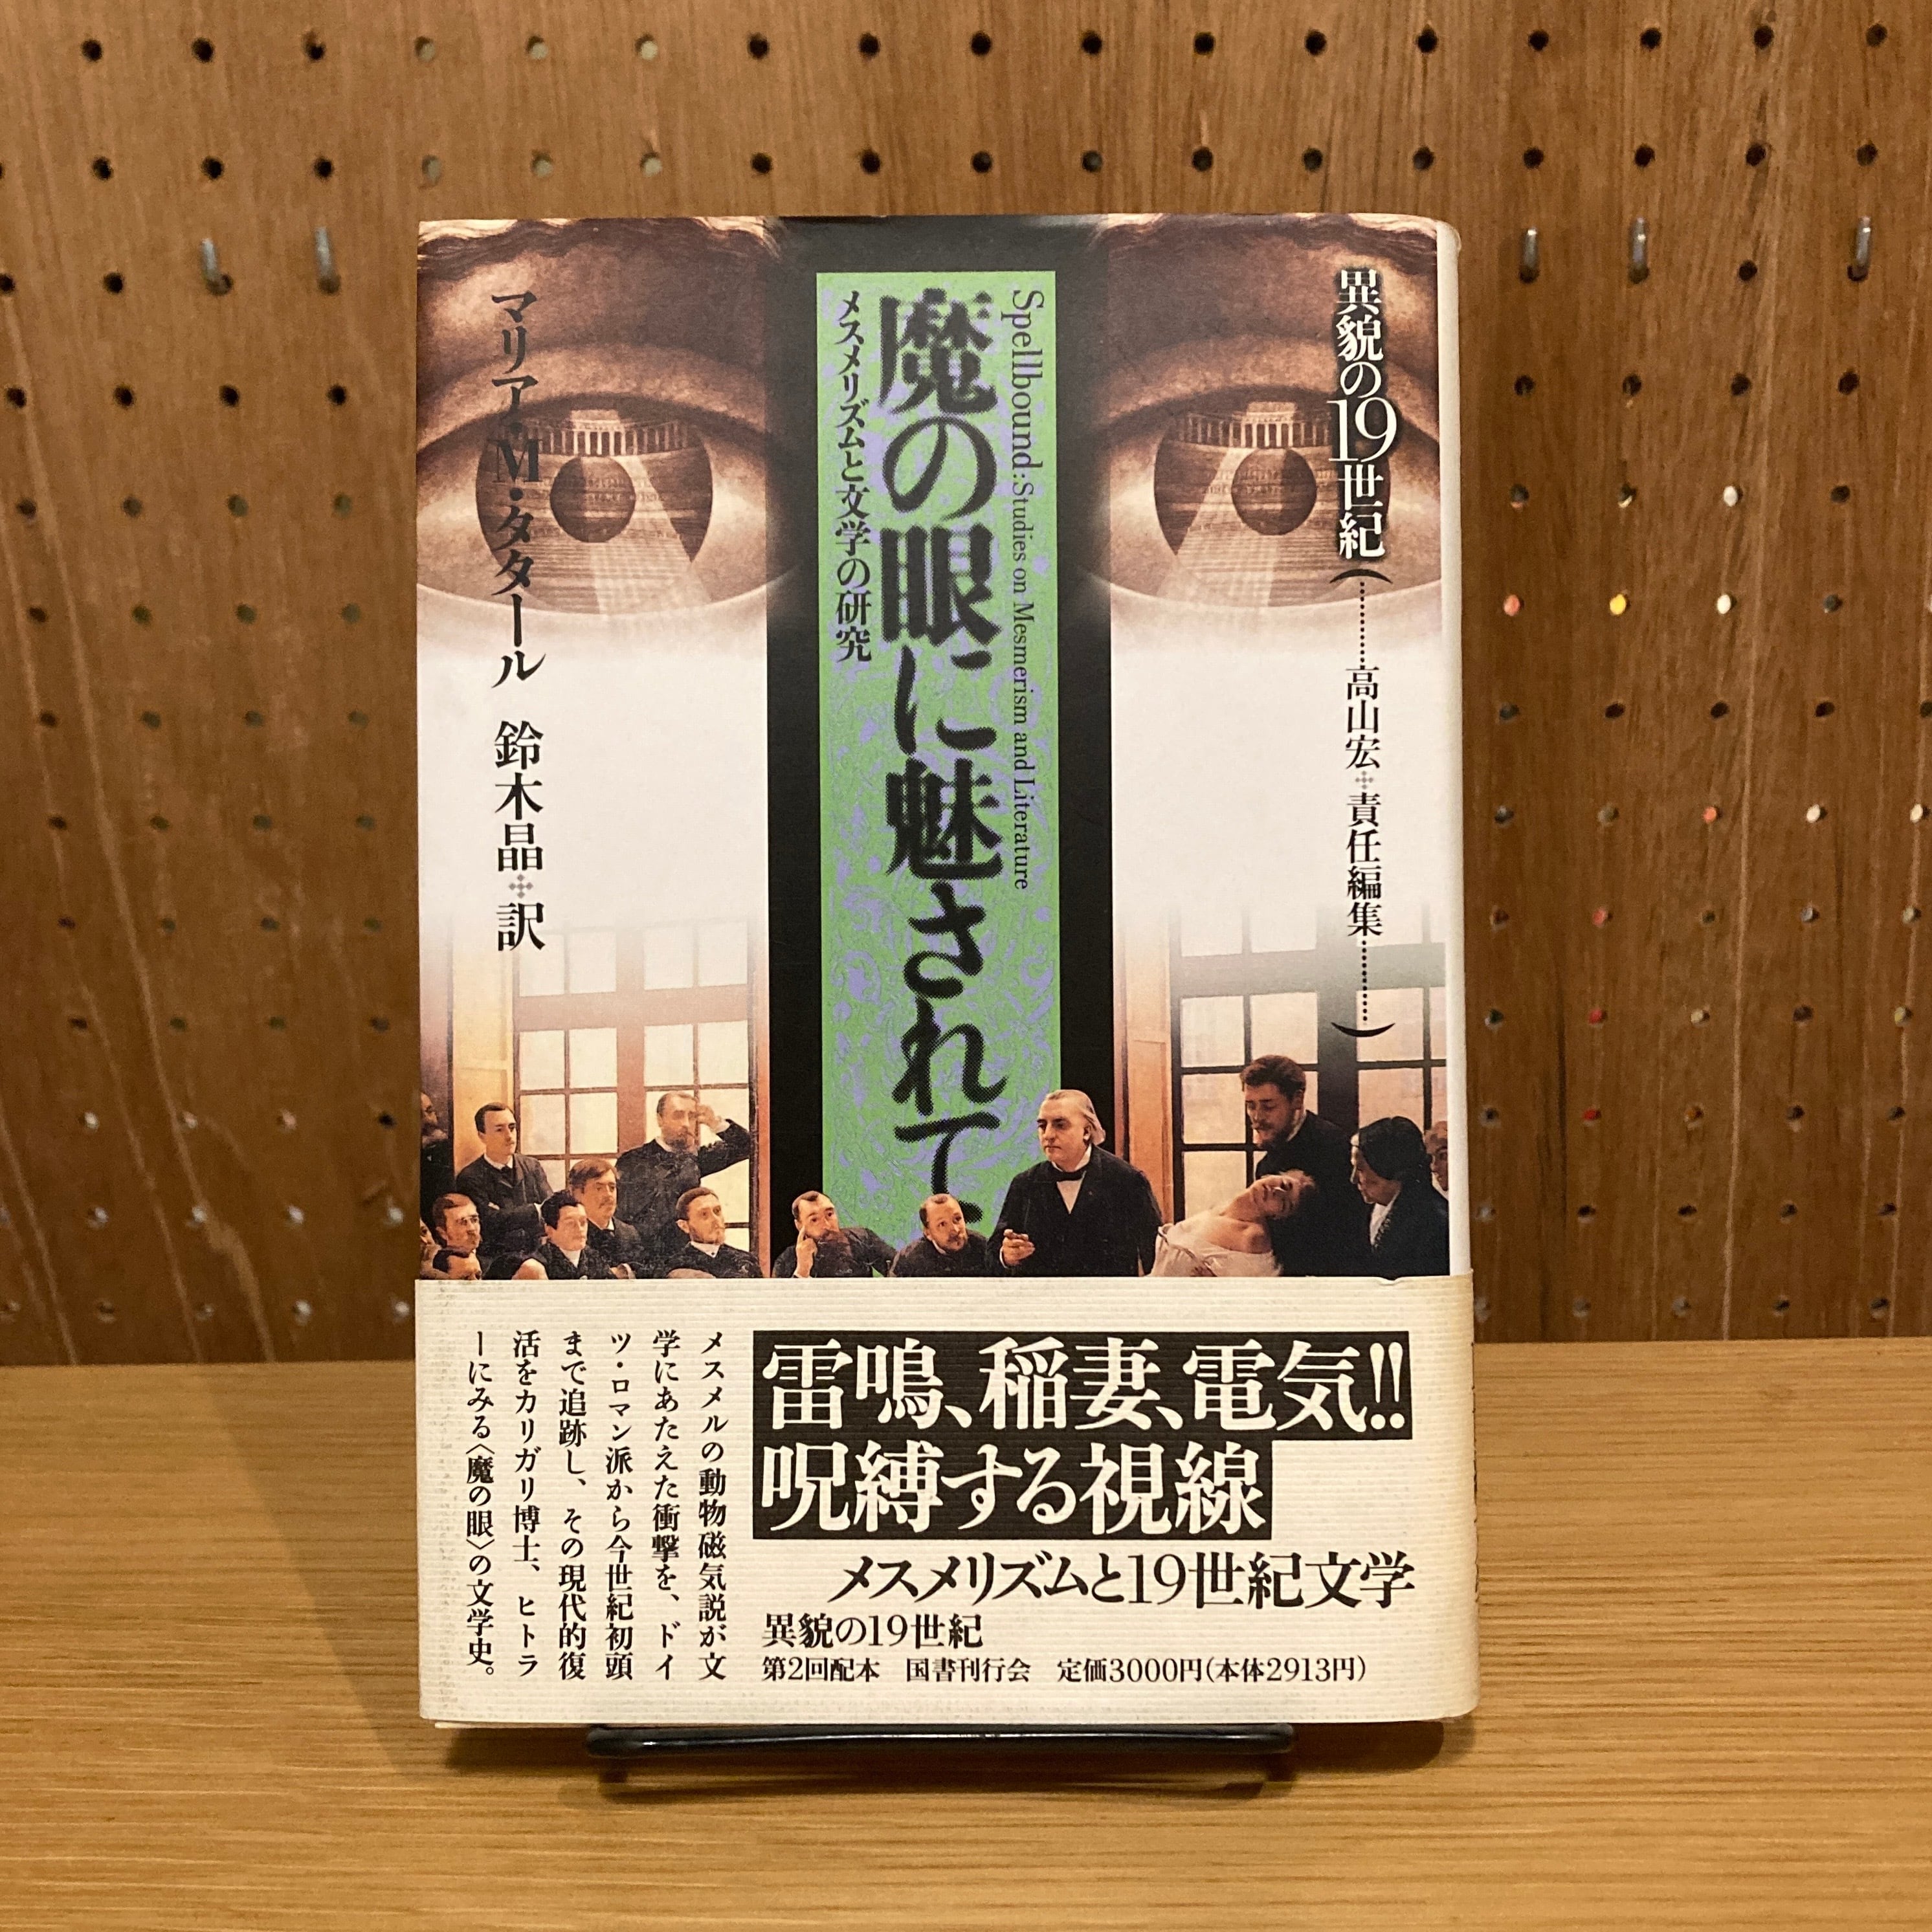 異貌の19世紀
高山宏✣責任編集
Spellbound: Studies on Mesmerism and Literature
魔の眼に魅されて
メスメリズムと文学の研究
マリア・M・タタール 鈴木晶✣訳
雷鳴、稲妻、電気!!
呪縛する視線
メスメリズムと19世紀文学
異貌の19世紀
第2回配本 国書刊行会 定価3000円(本体2913円)
メスメルの動物磁気説が文
学にあたえた衝撃を、ドイ
ツ・ロマン派から今世紀初頭
まで追跡し、その現代的復
活をカリガリ博士、ヒトラ
ーにみる〈魔の眼〉の文学史。